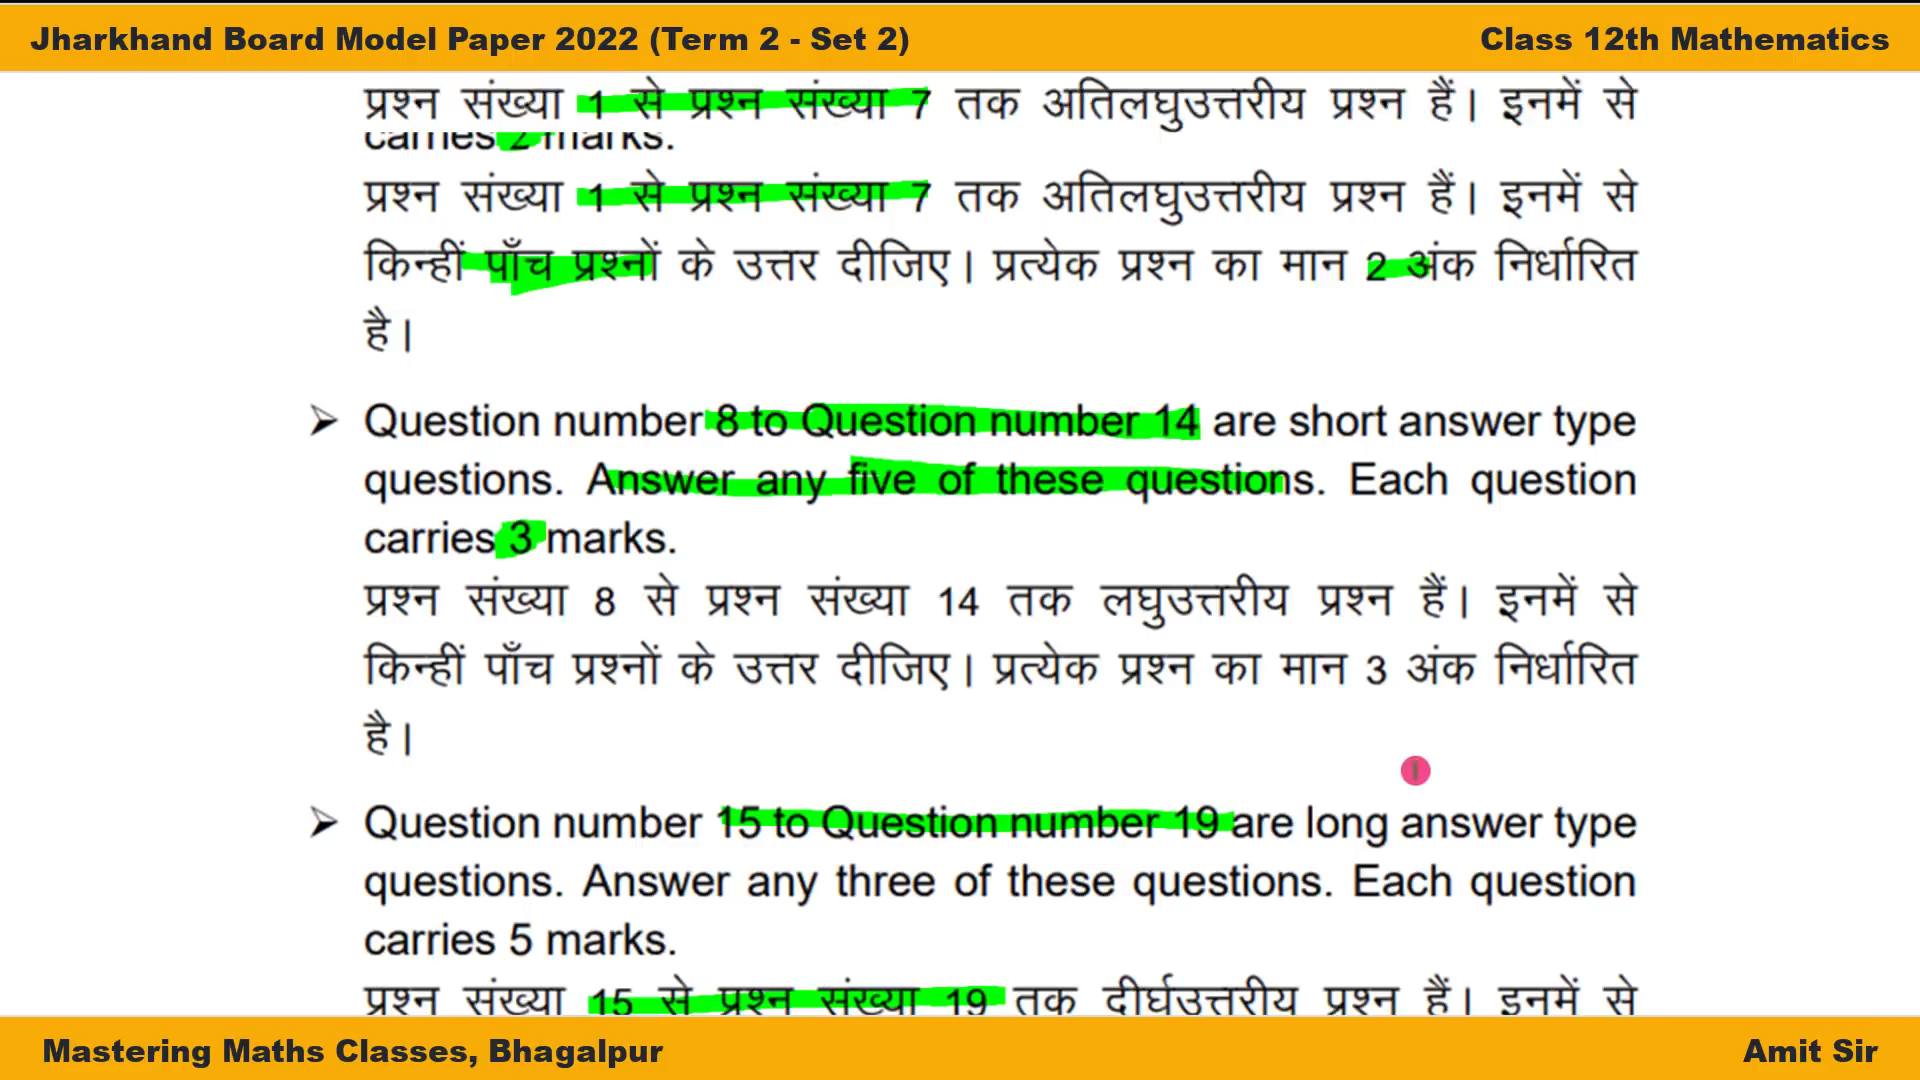 Jharkhand Board Model Paper 2022 (Term 2 - Set 2)
Class 12th Mathematics
प्रश्न संख्या 1 से प्रश्न संख्या 7 तक अतिलघुउत्तरीय प्रश्न हैं। इनमें से
carries 2 marks.
प्रश्न संख्या 1 से प्रश्न संख्या 7 तक अतिलघुउत्तरीय प्रश्न हैं। इनमें से
किन्हीं पाँच प्रश्नों के उत्तर दीजिए। प्रत्येक प्रश्न का मान 2 अंक निर्धारित
है।
➢ Question number 8 to Question number 14 are short answer type
questions. Answer any five of these questions. Each question
carries 3 marks.
प्रश्न संख्या 8 से प्रश्न संख्या 14 तक लघुउत्तरीय प्रश्न हैं। इनमें से
किन्हीं पाँच प्रश्नों के उत्तर दीजिए। प्रत्येक प्रश्न का मान 3 अंक निर्धारित
है।
➢ Question number 15 to Question number 19 are long answer type
questions. Answer any three of these questions. Each question
carries 5 marks.
प्रश्न संख्या 15 से प्रश्न संख्या 19 तक दीर्घउत्तरीय प्रश्न हैं। इनमें से
Mastering Maths Classes, Bhagalpur
Amit Sir